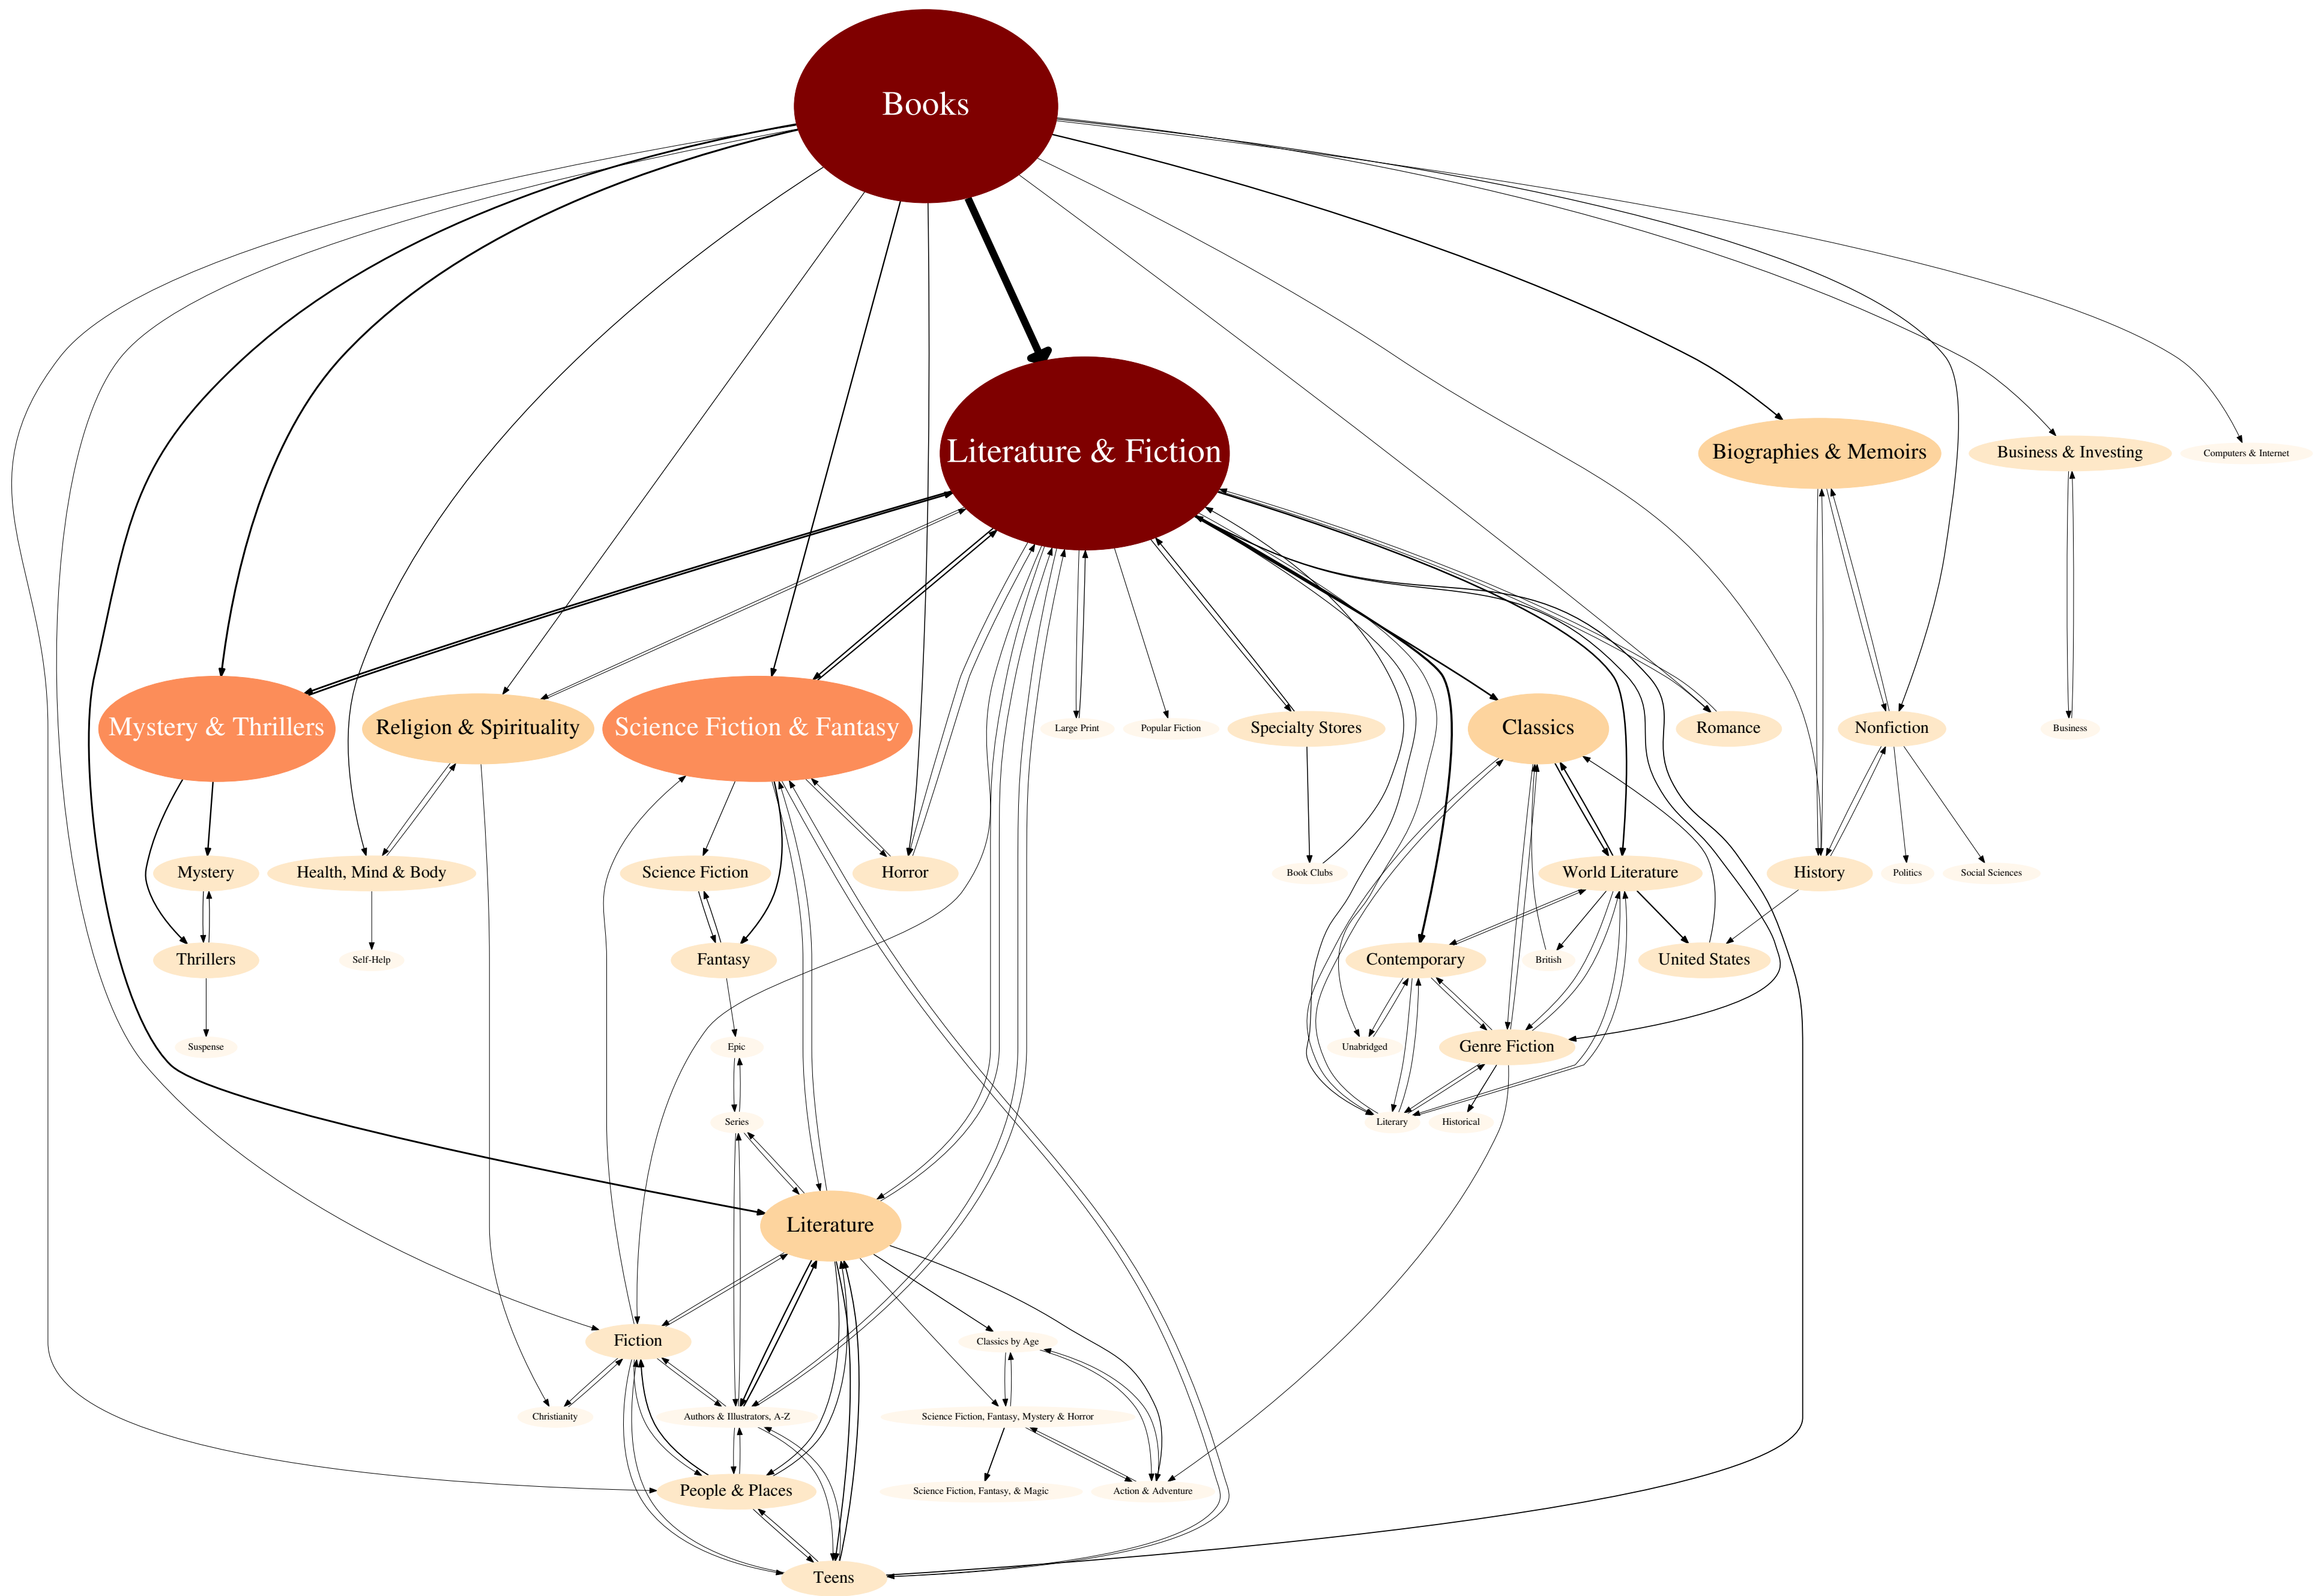 Books
Literature & Fiction
Biographies & Memoirs
Business & Investing
Computers & Internet
Mystery & Thrillers
Religion & Spirituality
Science Fiction & Fantasy
Large Print
Popular Fiction
Specialty Stores
Classics
Romance
Nonfiction
Business
Mystery
Health, Mind & Body
Science Fiction
Horror
Book Clubs
World Literature
History
Politics
Social Sciences
Thrillers
Self-Help
Fantasy
Contemporary
British
United States
Suspense
Epic
Unabridged
Genre Fiction
Series
Literary
Historical
Literature
Fiction
Classics by Age
Christianity
Authors & Illustrators, A-Z
Science Fiction, Fantasy, Mystery & Horror
People & Places
Science Fiction, Fantasy, & Magic
Action & Adventure
Teens